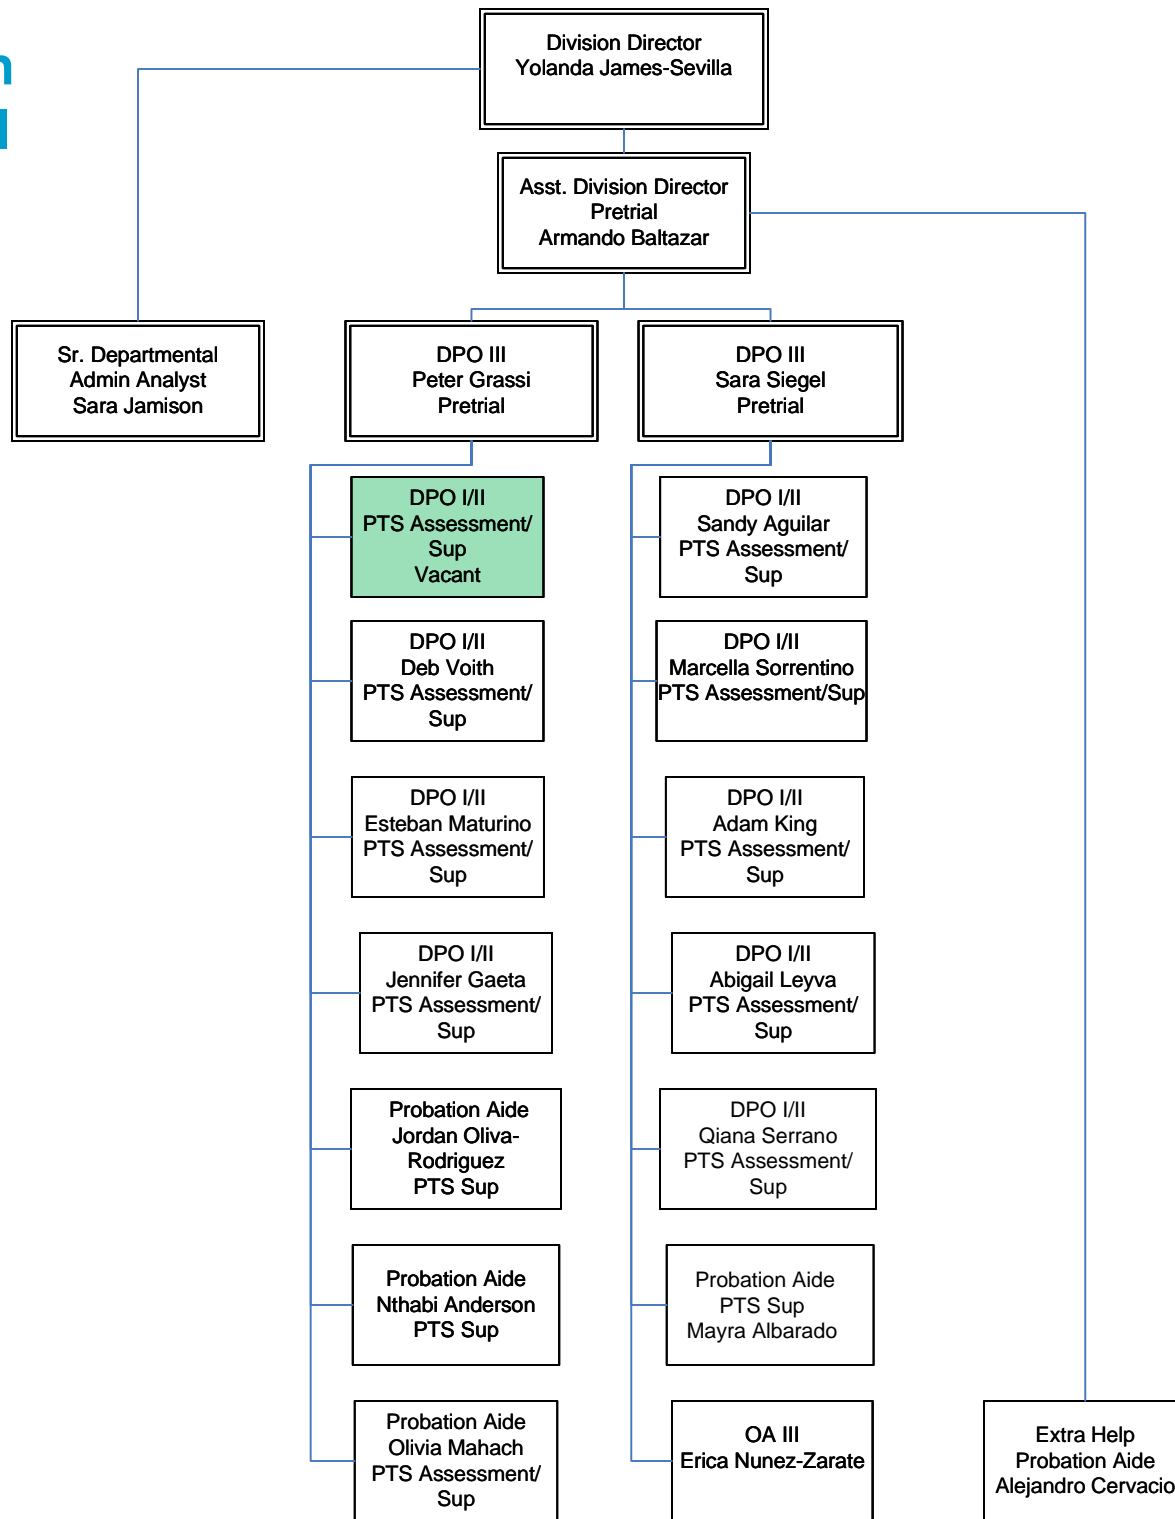 Division Director
Yolanda James-Sevilla
Asst. Division Director
Pretrial
Armando Baltazar
Sr. Departmental
Admin Analyst
Sara Jamison
DPO III
Peter Grassi
Pretrial
DPO III
Sara Siegel
Pretrial
DPO I/II
PTS Assessment/
Sup
Vacant
DPO I/II
Sandy Aguilar
PTS Assessment/
Sup
DPO I/II
Deb Voith
PTS Assessment/
Sup
DPO I/II
Marcella Sorrentino
PTS Assessment/Sup
DPO I/II
Esteban Maturino
PTS Assessment/
Sup
DPO I/II
Adam King
PTS Assessment/
Sup
DPO I/II
Jennifer Gaeta
PTS Assessment/
Sup
DPO I/II
Abigail Leyva
PTS Assessment/
Sup
Probation Aide
Jordan Oliva-
Rodriguez
PTS Sup
DPO I/II
Qiana Serrano
PTS Assessment/
Sup
Probation Aide
Nthabi Anderson
PTS Sup
Probation Aide
PTS Sup
Mayra Albarado
Probation Aide
Olivia Mahach
PTS Assessment/
Sup
OA III
Erica Nunez-Zarate
Extra Help
Probation Aide
Alejandro Cervacio